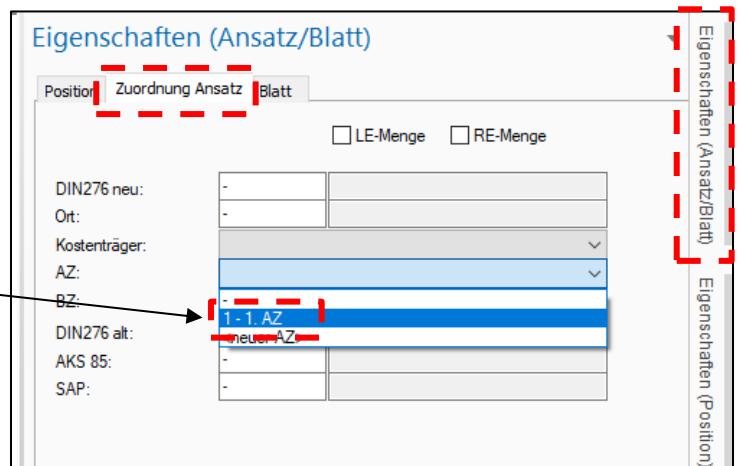 Eigenschaften (Ansatz/Blatt)
Position Zuordnung Ansatz Blatt
LE-Menge RE-Menge
DIN276 neu: -
Ort: -
Kostenträger:
AZ:
BZ: -
1 - 1. AZ
<neuer AZ>
DIN276 alt:
AKS 85: -
SAP: -
Eigenschaften (Ansatz/Blatt)
Eigenschaften (Position)